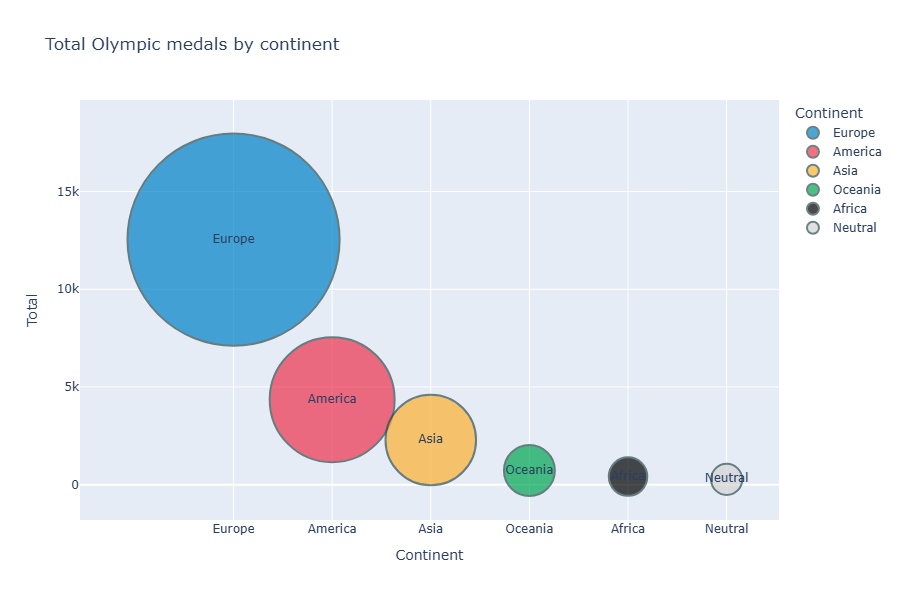 Total Olympic medals by continent
Continent
Europe
America
Asia
Oceania
Africa
Neutral
15k
10k
5k
0
Total
Europe
America
Asia
Oceania
Africa
Neutral
Europe
America
Asia
Oceania
Africa
Neutral
Continent